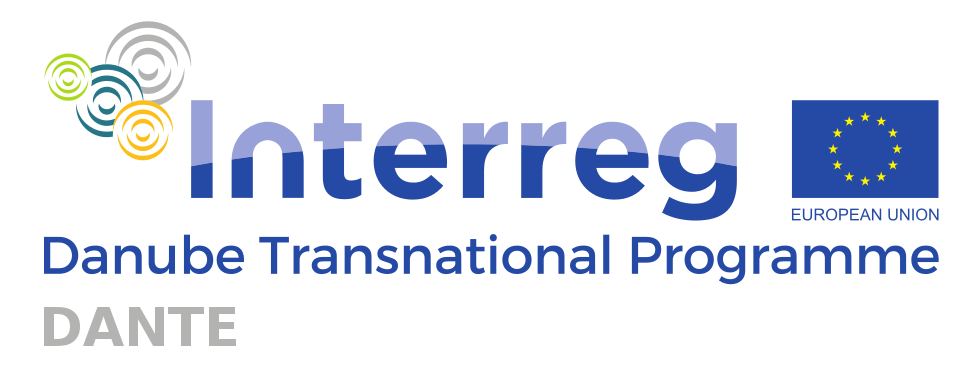 Interreg
EUROPEAN UNION
Danube Transnational Programme
DANTE